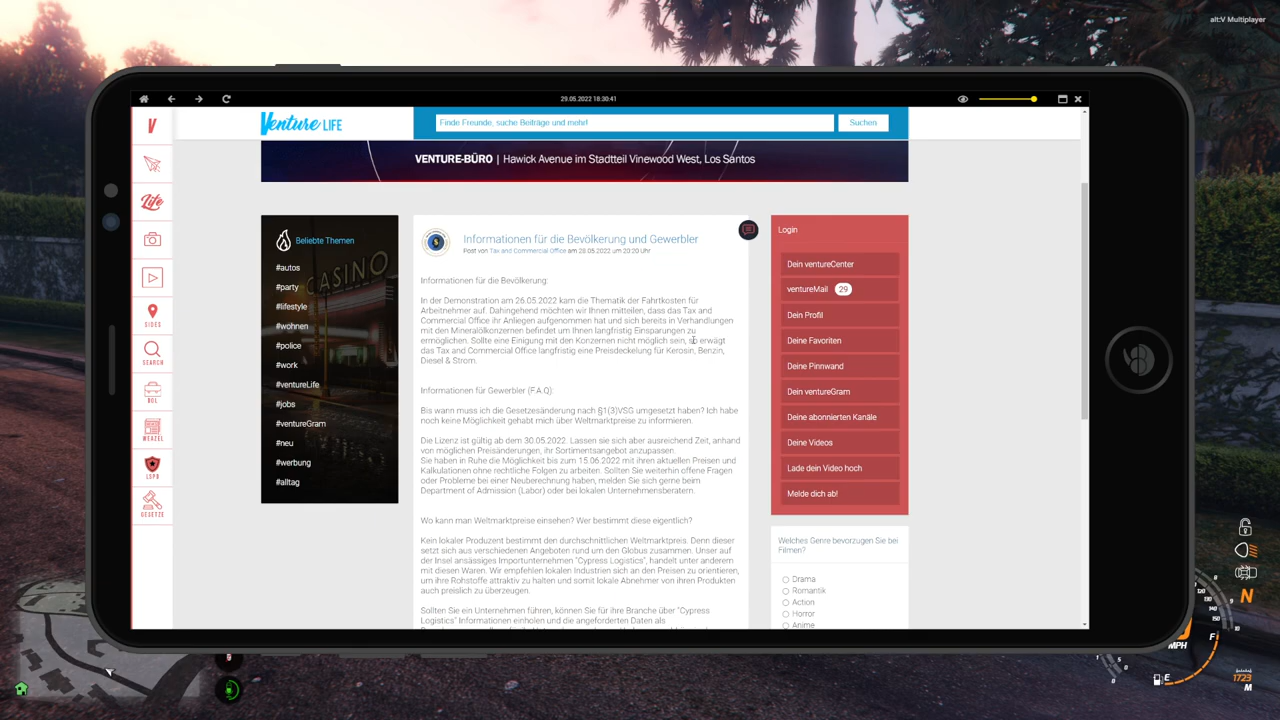 alt:V Multiplayer
29.05.2022 18:30:41
Venture LIFE
Finde Freunde, suche Beiträge und mehr!
Suchen
VENTURE-BÜRO | Hawick Avenue im Stadtteil Vinewood West, Los Santos
V
Life
SIDES
SEARCH
BOL
WEAZEL
LSPD
GESETZE
Beliebte Themen
#autos
#party
#lifestyle
#wohnen
#police
#work
#ventureLife
#jobs
#ventureGram
#neu
#werbung
#alltag
CASINO
Informationen für die Bevölkerung und Gewerbler
Post von Tax and Commercial Office am 28.05.2022 um 20:20 Uhr
Informationen für die Bevölkerung:
In der Demonstration am 26.05.2022 kam die Thematik der Fahrtkosten für
Arbeitnehmer auf. Dahingehend möchten wir Ihnen mitteilen, dass das Tax and
Commercial Office ihr Anliegen aufgenommen hat und sich bereits in Verhandlungen
mit den Mineralölkonzernen befindet um Ihnen langfristig Einsparungen zu
ermöglichen. Sollte eine Einigung mit den Konzernen nicht möglich sein, so erwägt
das Tax and Commercial Office langfristig eine Preisdeckelung für Kerosin, Benzin,
Diesel & Strom.
Informationen für Gewerbler (F.A.Q):
Bis wann muss ich die Gesetzesänderung nach §1(3)VSG umgesetzt haben? Ich habe
noch keine Möglichkeit gehabt mich über Weltmarktpreise zu informieren.
Die Lizenz ist gültig ab dem 30.05.2022. Lassen sie sich aber ausreichend Zeit, anhand
von möglichen Preisänderungen, ihr Sortimentsangebot anzupassen.
Sie haben in Ruhe die Möglichkeit bis zum 15.06.2022 mit ihren aktuellen Preisen und
Kalkulationen ohne rechtliche Folgen zu arbeiten. Sollten Sie weiterhin offene Fragen
oder Probleme bei einer Neuberechnung haben, melden Sie sich gerne beim
Department of Admission (Labor) oder bei lokalen Unternehmensberatern.
Wo kann man Weltmarktpreise einsehen? Wer bestimmt diese eigentlich?
Kein lokaler Produzent bestimmt den durchschnittlichen Weltmarktpreis. Denn dieser
setzt sich aus verschiedenen Angeboten rund um den Globus zusammen. Unser auf
der Insel ansässiges Importunternehmen "Cypress Logistics", handelt unter anderem
mit diesen Waren. Wir empfehlen lokalen Industrien sich an den Preisen zu orientieren,
um ihre Rohstoffe attraktiv zu halten und somit lokale Abnehmer von ihren Produkten
auch preislich zu überzeugen.
Sollten Sie ein Unternehmen führen, können Sie für ihre Branche über "Cypress
Logistics" Informationen einholen und die angeforderten Daten als
Login
Dein ventureCenter
ventureMail 29
Dein Profil
Deine Favoriten
Deine Pinnwand
Dein ventureGram
Deine abonnierten Kanäle
Deine Videos
Lade dein Video hoch
Melde dich ab!
Welches Genre bevorzugen Sie bei
Filmen?
Drama
Romantik
Action
Horror
Anime
N
F
MPH
E
1723
M